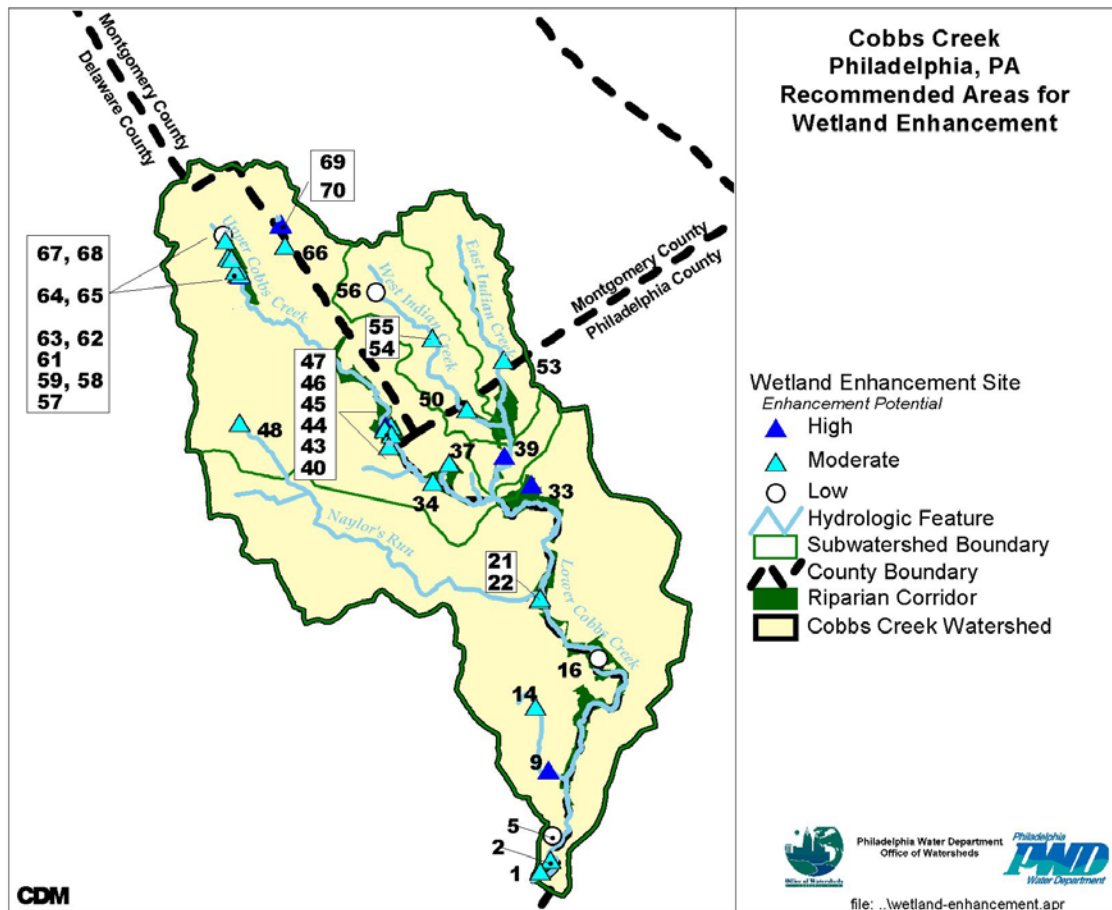 Cobbs Creek
Philadelphia, PA
Recommended Areas for
Wetland Enhancement
Montgomery County
Delaware County
69
70
66
67, 68
64, 65
63, 62
61
59, 58
57
Upper Cobbs Creek
56
West Indian Creek
East Indian Creek
Montgomery County
Philadelphia County
55
54
53
47
46
45
44
43
40
50
48
37
39
34
33
Naylor's Run
21
22
Lower Cobbs Creek
16
14
9
5
2
1
Wetland Enhancement Site
Enhancement Potential
High
Moderate
Low
Hydrologic Feature
Subwatershed Boundary
County Boundary
Riparian Corridor
Cobbs Creek Watershed
Office of Watersheds
Philadelphia Water Department
Office of Watersheds
Philadelphia
PWD
Water Department
CDM
file: ..\wetland-enhancement.apr